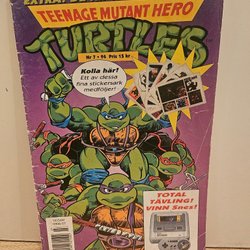 TEENAGE MUTANT HERO
TURTLES
Nr 7 • 96 Pris 15 kr
Kolla här!
Ett av dessa
fina stickersark
medföljer!
TOTAL
TÄVLING!
VINN Snes!